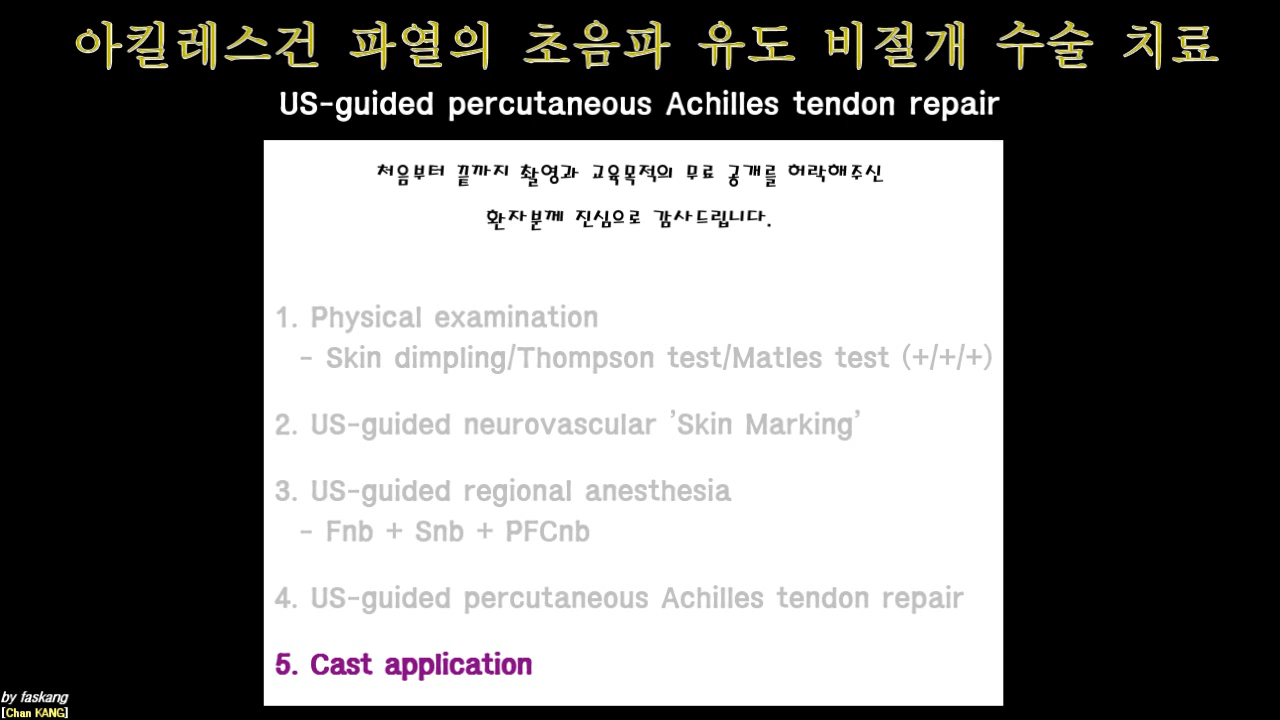 아킬레스건 파열의 초음파 유도 비절개 수술 치료
US-guided percutaneous Achilles tendon repair
처음부터 끝까지 촬영과 교육목적의 무료 공개를 허락해주신
환자분께 진심으로 감사드립니다.
1. Physical examination
- Skin dimpling/Thompson test/Matles test (+/+/+)
2. US-guided neurovascular 'Skin Marking'
3. US-guided regional anesthesia
- Fnb + Snb + PFCnb
4. US-guided percutaneous Achilles tendon repair
5. Cast application
by faskang
[Chan KANG]